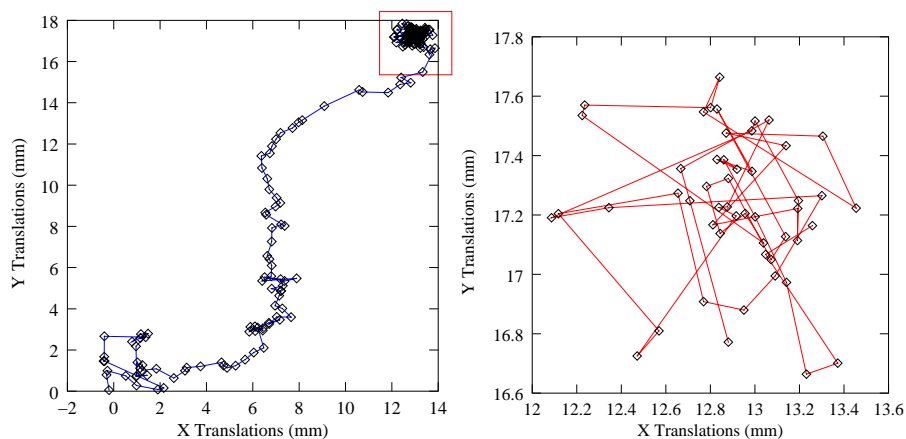 18
16
14
12
10
8
6
4
2
0
Y Translations (mm)
−2 0 2 4 6 8 10 12 14
X Translations (mm)
17.8
17.6
17.4
17.2
17
16.8
16.6
Y Translations (mm)
12 12.2 12.4 12.6 12.8 13 13.2 13.4 13.6
X Translations (mm)